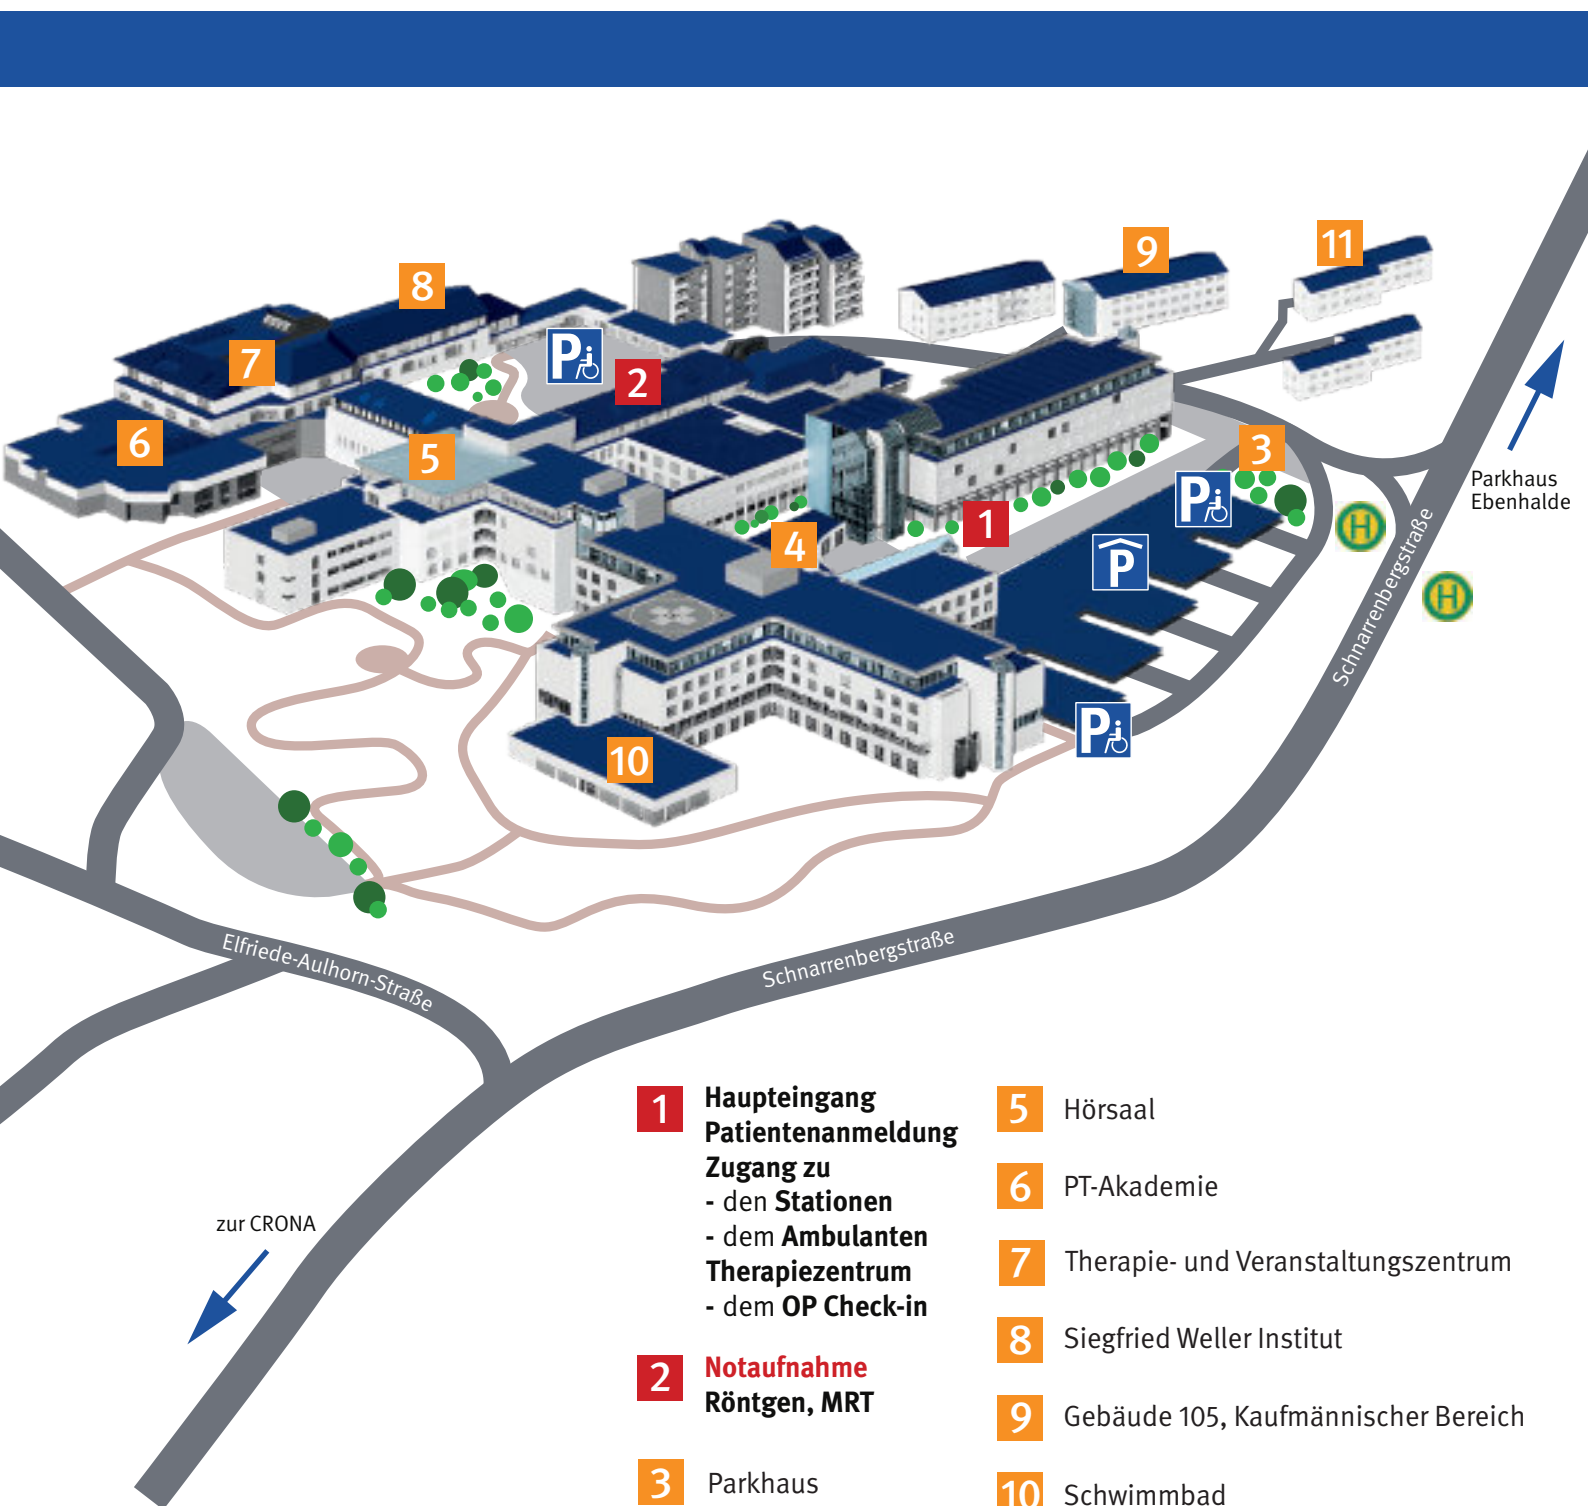 8
9
11
7
P
2
6
5
3
Parkhaus
Ebenhalde
P
1
H
4
P
Schnarrenbergstraße
H
P
10
Elfriede-Aulhorn-Straße
Schnarrenbergstraße
zur CRONA
1 Haupteingang
Patientenanmeldung
Zugang zu
- den Stationen
- dem Ambulanten
Therapiezentrum
- dem OP Check-in
2 Notaufnahme
Röntgen, MRT
3 Parkhaus
5 Hörsaal
6 PT-Akademie
7 Therapie- und Veranstaltungszentrum
8 Siegfried Weller Institut
9 Gebäude 105, Kaufmännischer Bereich
10 Schwimmbad